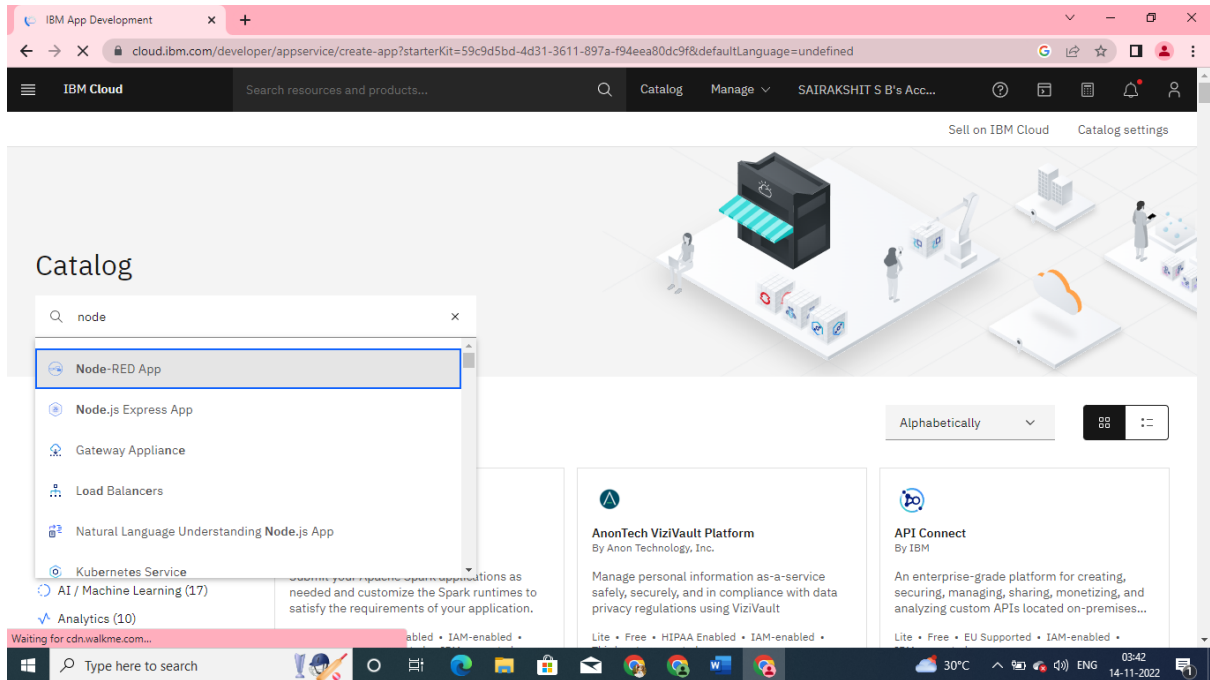 IBM App Development
cloud.ibm.com/developer/appservice/create-app?starterKit=59c9d5bd-4d31-3611-897a-f94eea80dc9f&defaultLanguage=undefined
IBM Cloud
Search resources and products...
Catalog
Manage
SAIRAKSHIT S B's Acc...
Sell on IBM Cloud
Catalog settings
Catalog
node
Node-RED App
Node.js Express App
Gateway Appliance
Load Balancers
Natural Language Understanding Node.js App
Kubernetes Service
Alphabetically
AI / Machine Learning (17)
Analytics (10)
Submit your Apache Spark applications as
needed and customize the Spark runtimes to
satisfy the requirements of your application.
abled • IAM-enabled •
AnonTech ViziVault Platform
By Anon Technology, Inc.
Manage personal information as-a-service
safely, securely, and in compliance with data
privacy regulations using ViziVault
Lite • Free • HIPAA Enabled • IAM-enabled •
API Connect
By IBM
An enterprise-grade platform for creating,
securing, managing, sharing, monetizing, and
analyzing custom APIs located on-premises...
Lite • Free • EU Supported • IAM-enabled •
Waiting for cdn.walkme.com...
Type here to search
30°C
ENG
03:42
14-11-2022